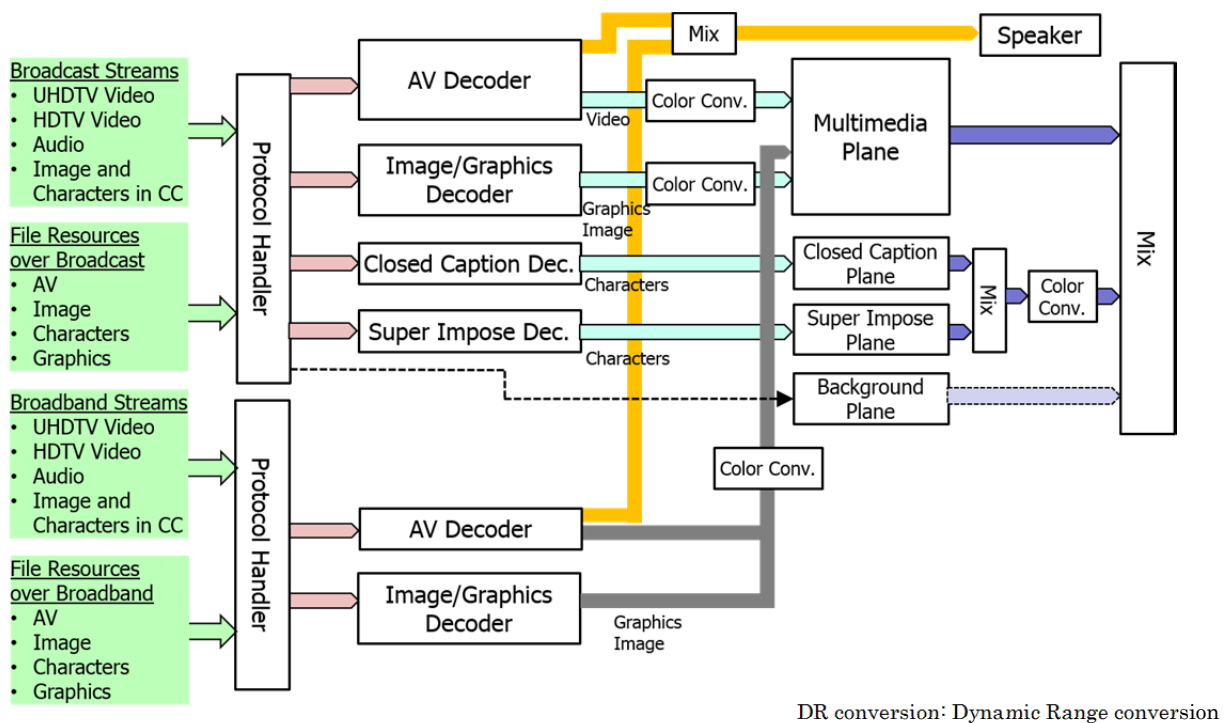 Broadcast Streams
• UHDTV Video
• HDTV Video
• Audio
• Image and
Characters in CC
File Resources
over Broadcast
• AV
• Image
• Characters
• Graphics
Broadband Streams
• UHDTV Video
• HDTV Video
• Audio
• Image and
Characters in CC
File Resources
over Broadband
• AV
• Image
• Characters
• Graphics
Protocol Handler
Protocol Handler
AV Decoder
Image/Graphics
Decoder
Closed Caption Dec.
Super Impose Dec.
AV Decoder
Image/Graphics
Decoder
Video
Graphics
Image
Characters
Characters
Graphics
Image
Mix
Speaker
Color Conv.
Color Conv.
Color Conv.
Multimedia
Plane
Closed Caption
Plane
Super Impose
Plane
Background
Plane
Mix
Color
Conv.
Mix
DR conversion: Dynamic Range conversion